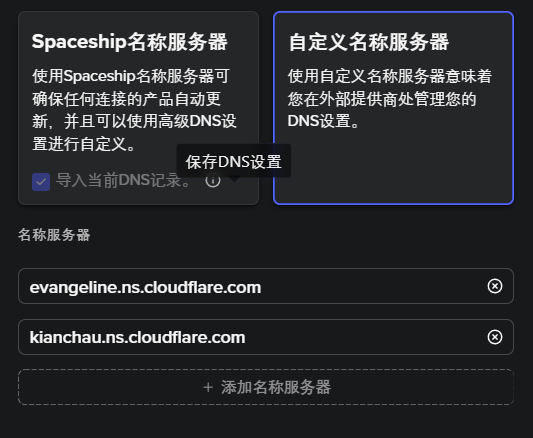 Spaceship名称服务器
使用Spaceship名称服务器可
确保任何连接的产品自动更
新，并且可以使用高级DNS设
置进行自定义。
保存DNS设置
导入当前DNS记录。
自定义名称服务器
使用自定义名称服务器意味着
您在外部提供商处管理您的
DNS设置。
名称服务器
evangeline.ns.cloudflare.com
kianchau.ns.cloudflare.com
+ 添加名称服务器